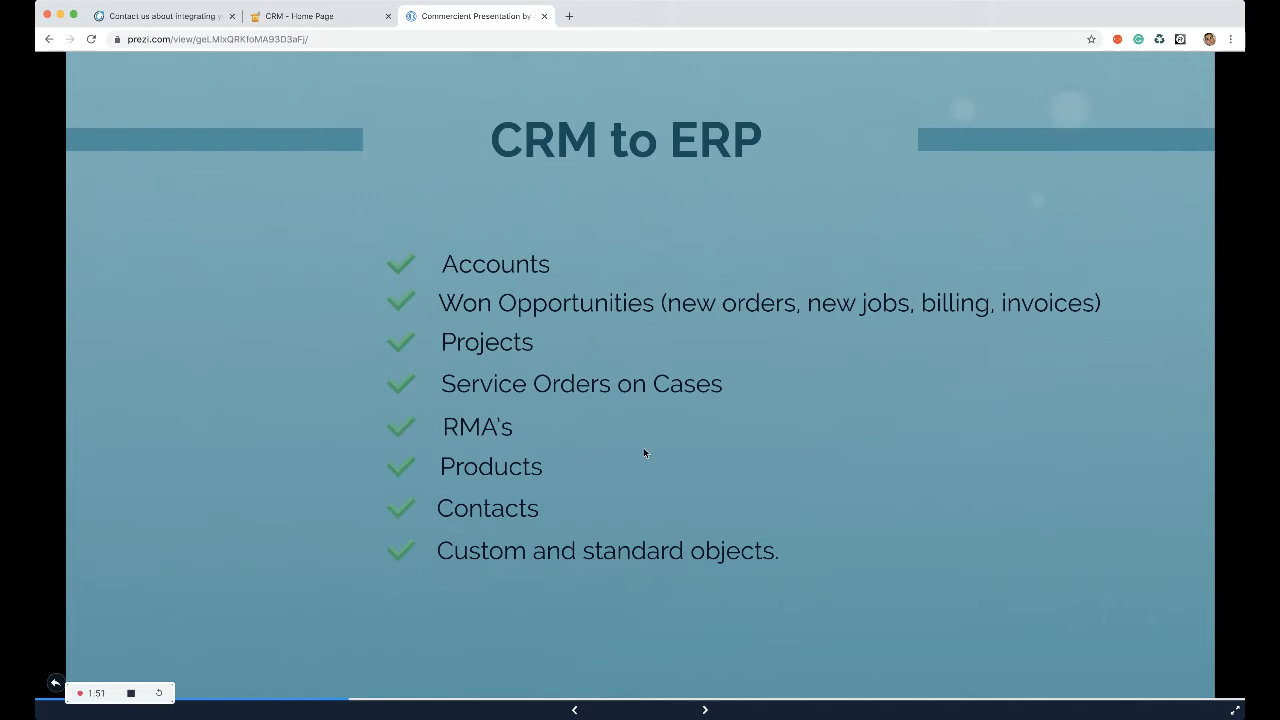 Contact us about integrating y
CRM - Home Page
Commercient Presentation by
prezi.com/view/geLMIxQRKfoMA93D3aFj/
CRM to ERP
Accounts
Won Opportunities (new orders, new jobs, billing, invoices)
Projects
Service Orders on Cases
RMA's
Products
Contacts
Custom and standard objects.
1:51